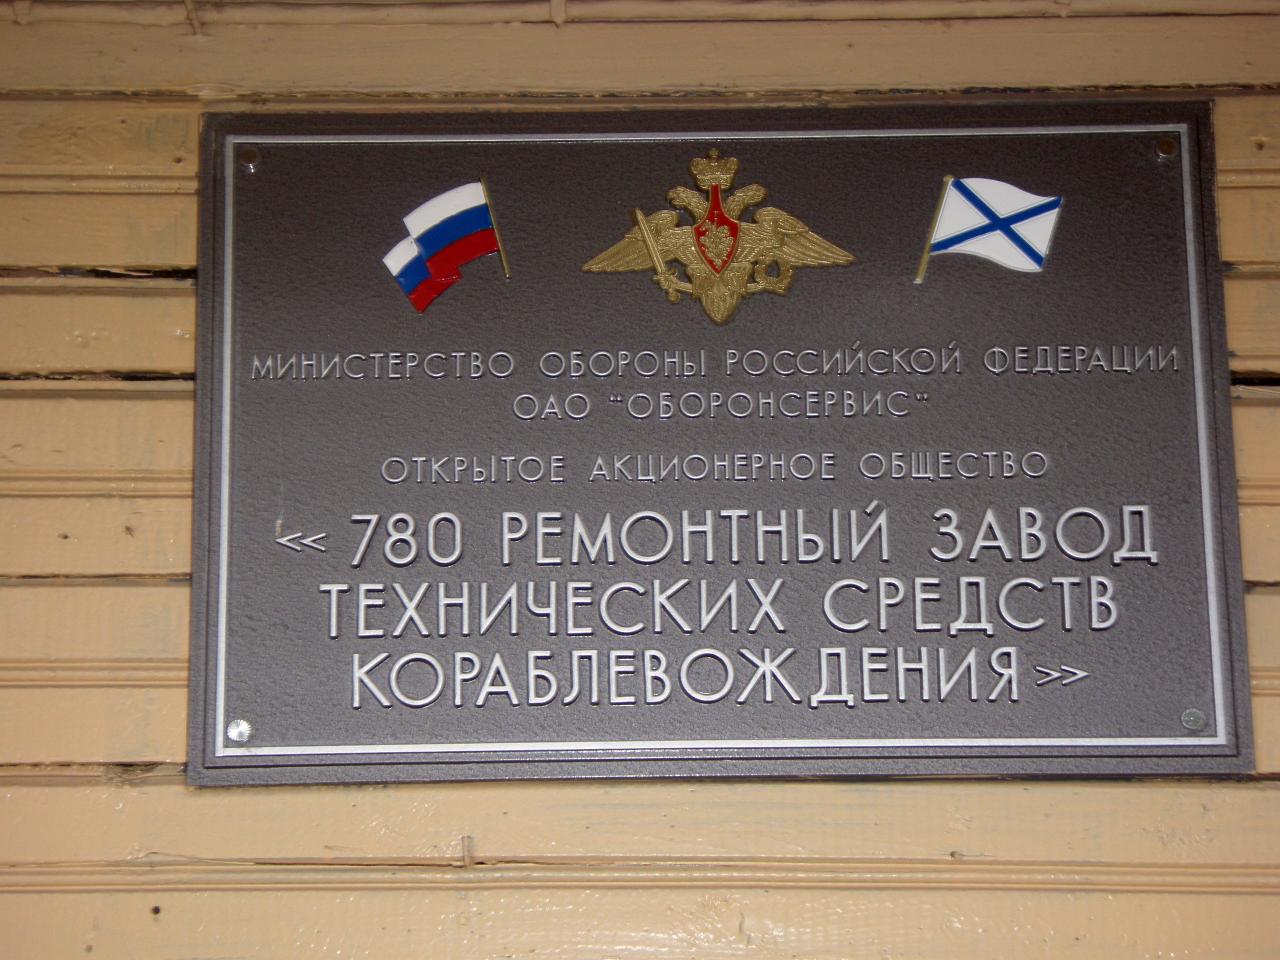 МИНИСТЕРСТВО ОБОРОНЫ РОССИЙСКОЙ ФЕДЕРАЦИИ
ОАО "ОБОРОНСЕРВИС"
ОТКРЫТОЕ АКЦИОНЕРНОЕ ОБЩЕСТВО
« 780 РЕМОНТНЫЙ ЗАВОД
ТЕХНИЧЕСКИХ СРЕДСТВ
КОРАБЛЕВОЖДЕНИЯ »